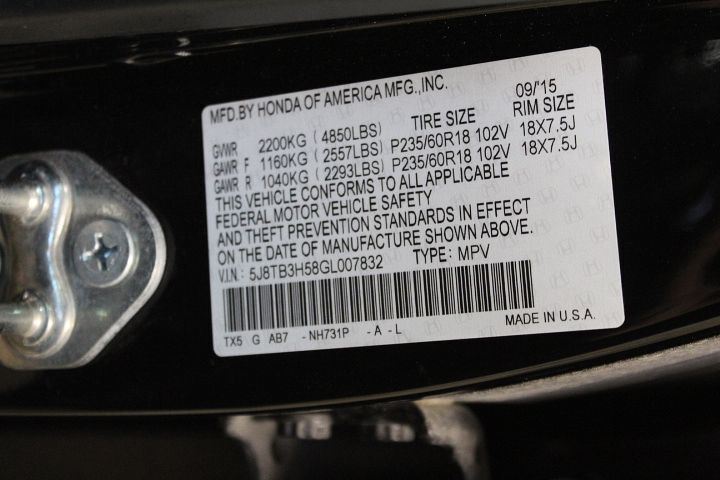 MFD.BY HONDA OF AMERICA MFG.,INC. 09/'15
GVWR 2200KG ( 4850LBS) TIRE SIZE RIM SIZE
GAWR F 1160KG ( 2557LBS) P235/60R18 102V 18X7.5J
GAWR R 1040KG ( 2293LBS) P235/60R18 102V 18X7.5J
THIS VEHICLE CONFORMS TO ALL APPLICABLE
FEDERAL MOTOR VEHICLE SAFETY
AND THEFT PREVENTION STANDARDS IN EFFECT
ON THE DATE OF MANUFACTURE SHOWN ABOVE.
V.I.N.: 5J8TB3H58GL007832 TYPE: MPV
TX5 G AB7 -NH731P -A -L MADE IN U.S.A.